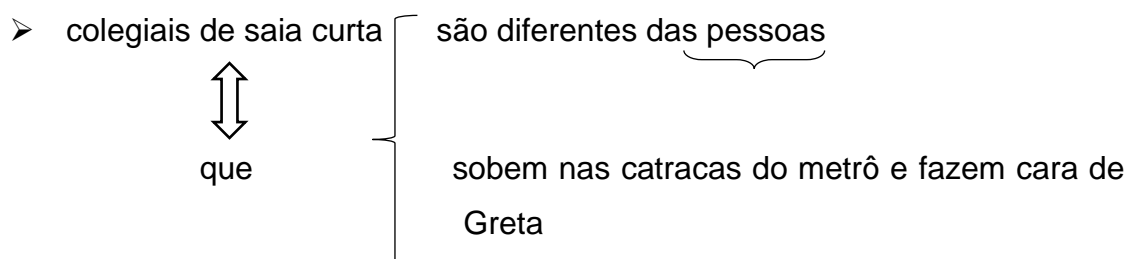 ➢ colegiais de saia curta são diferentes das pessoas
que sobem nas catracas do metrô e fazem cara de
Greta